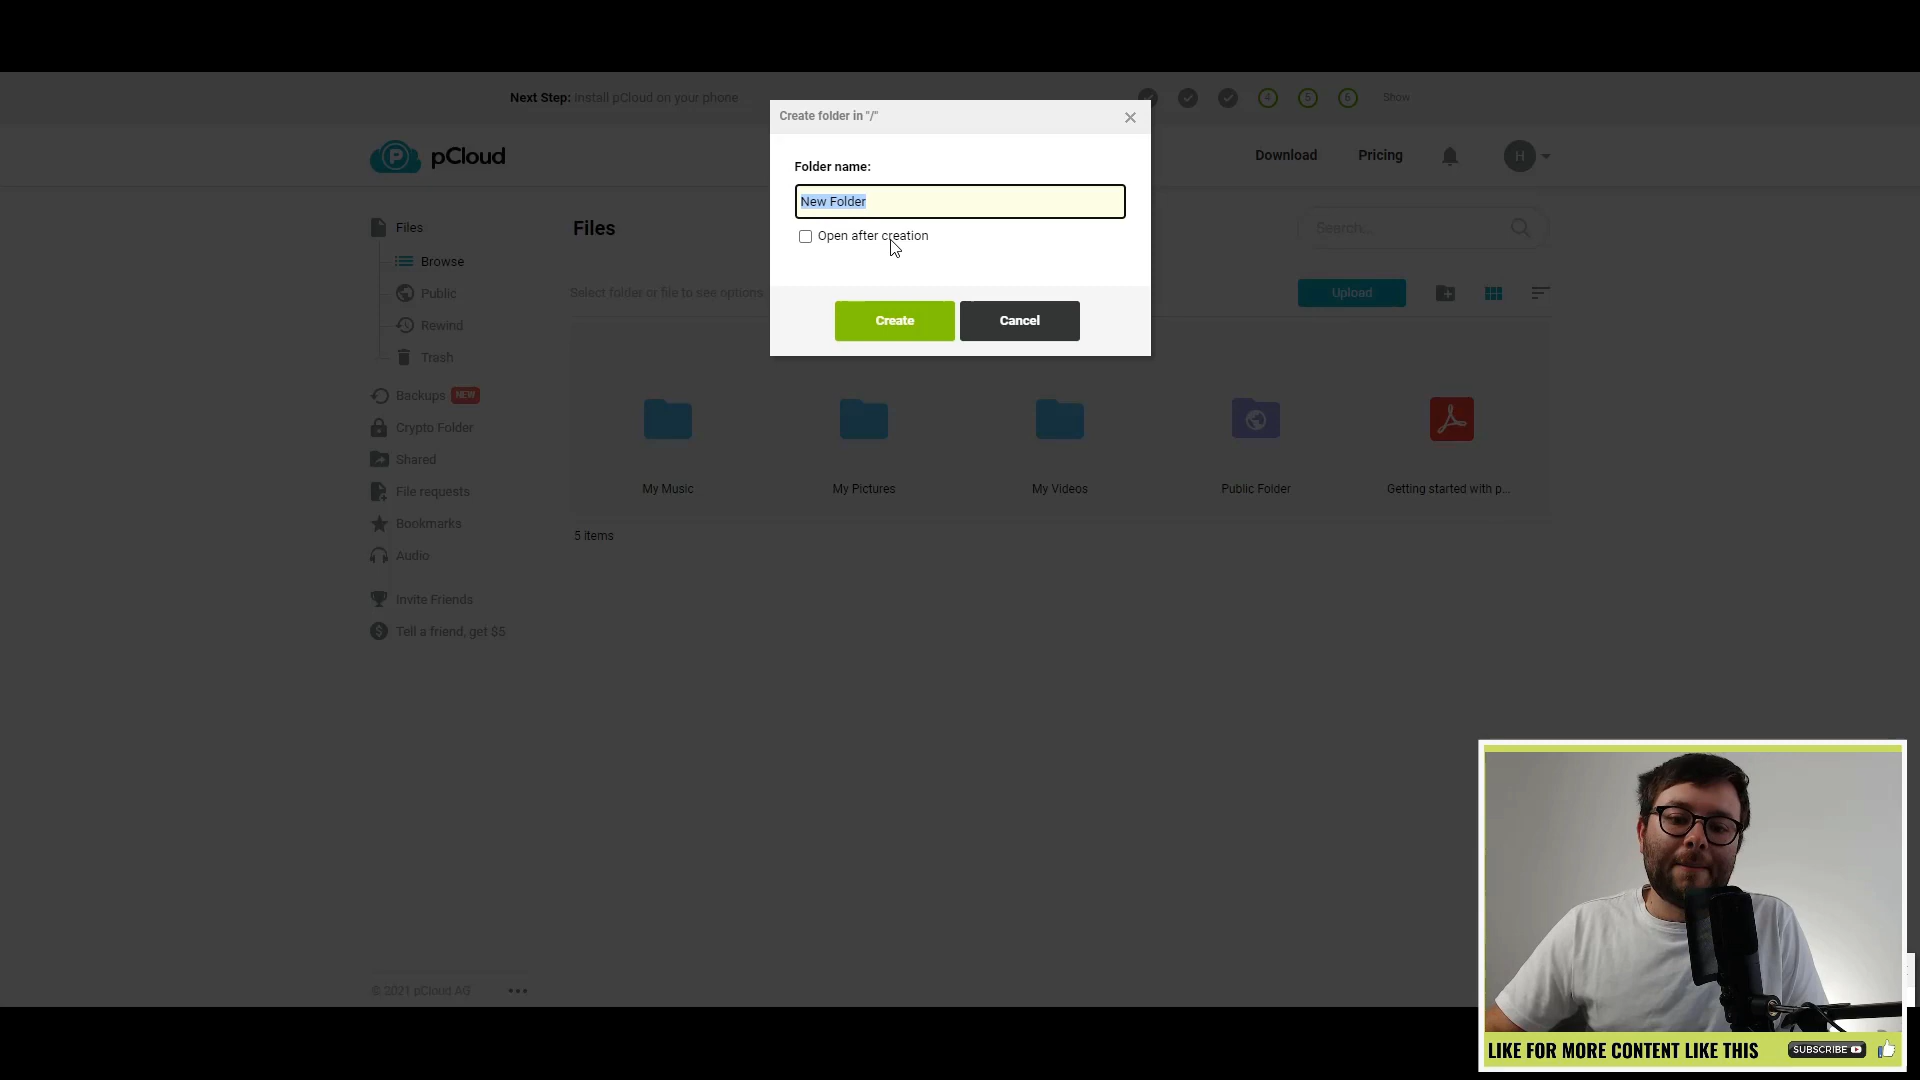 Next Step: Install pCloud on your phone
4 5 6 Show
Create folder in "/"
Folder name:
New Folder
Open after creation
Create Cancel
P pCloud
Download Pricing H
Files
Browse
Public
Rewind
Trash
Backups NEW
Crypto Folder
Shared
File requests
Bookmarks
Audio
Invite Friends
Tell a friend, get $5
Files
Search...
Select folder or file to see options
Upload
My Music
My Pictures
My Videos
Public Folder
Getting started with p...
5 items
© 2021 pCloud AG
LIKE FOR MORE CONTENT LIKE THIS
SUBSCRIBE